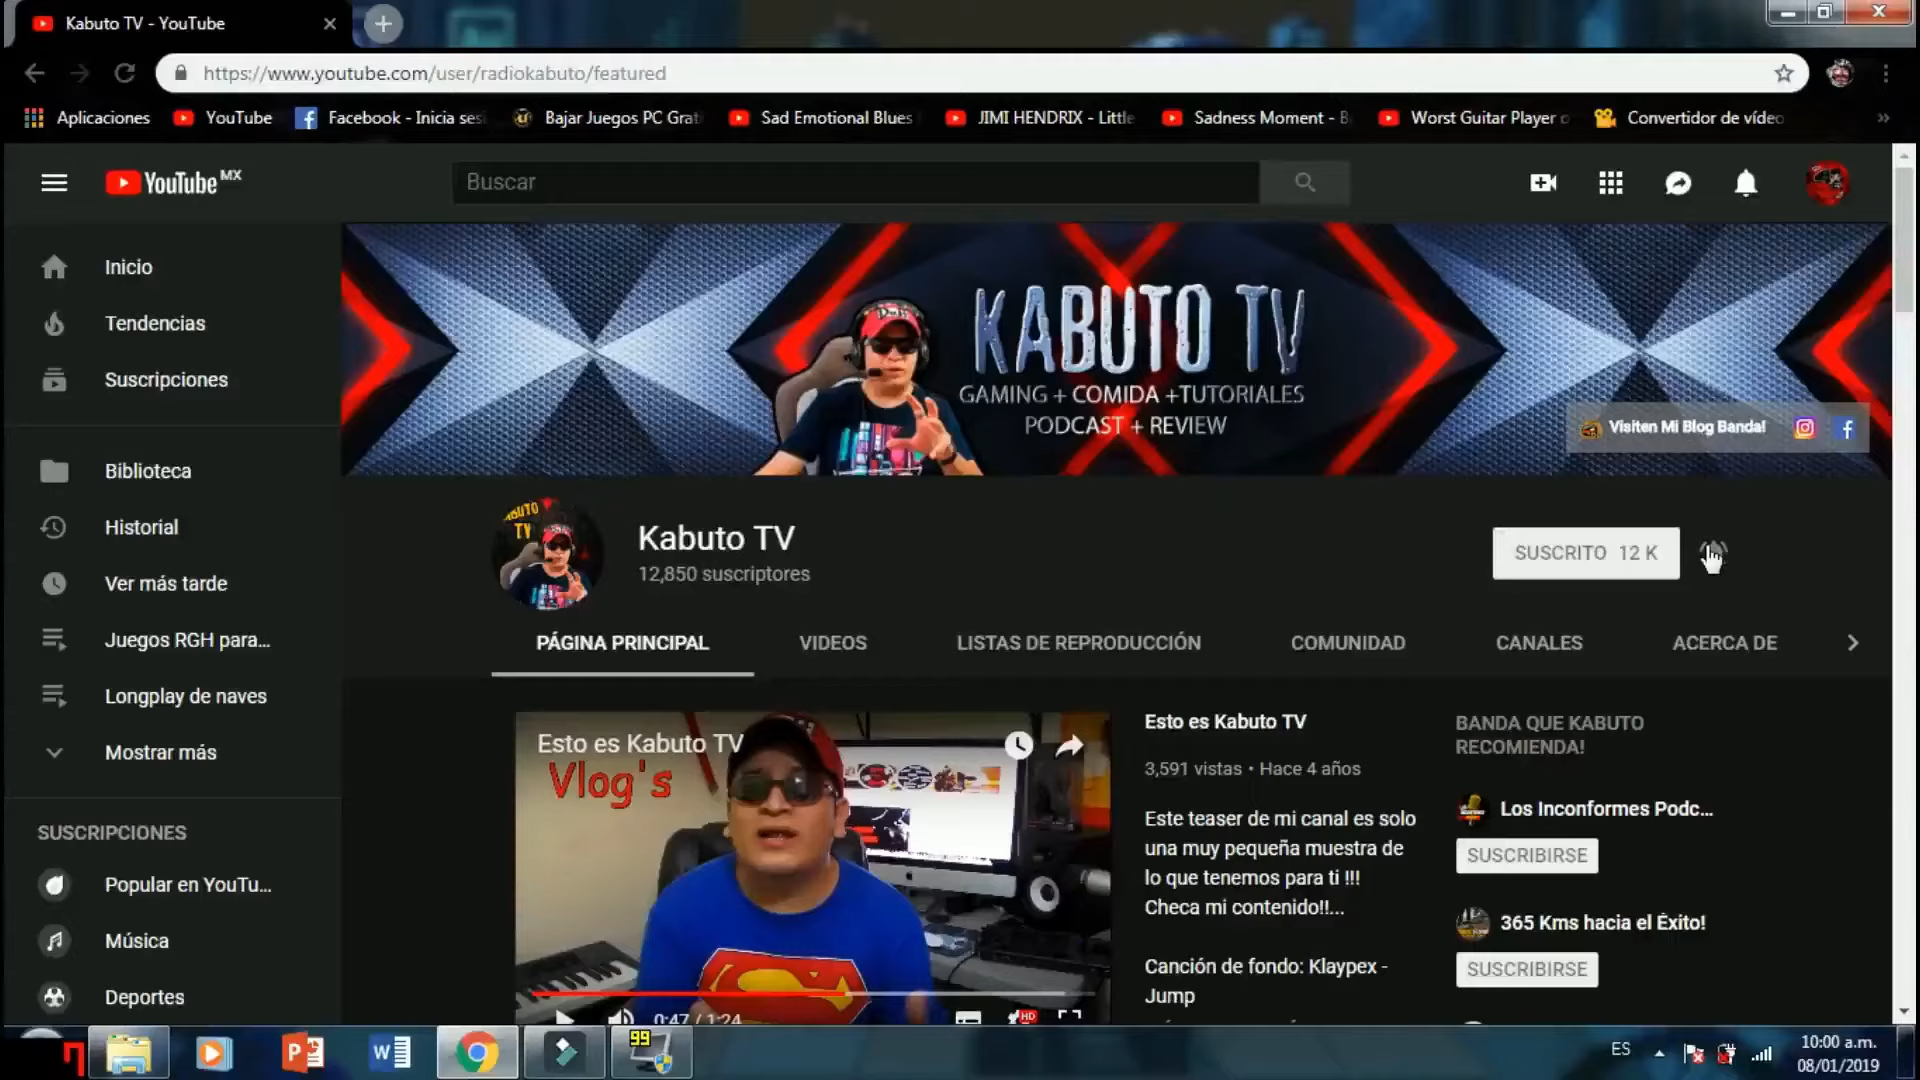 Kabuto TV - YouTube
https://www.youtube.com/user/radiokabuto/featured
Aplicaciones
YouTube
Facebook - Inicia ses
Bajar Juegos PC Grat
Sad Emotional Blues
JIMI HENDRIX - Little
Sadness Moment - B
Worst Guitar Player o
Convertidor de vídeo
YouTube MX
Buscar
Inicio
Tendencias
Suscripciones
Biblioteca
Historial
Ver más tarde
Juegos RGH para...
Longplay de naves
Mostrar más
SUSCRIPCIONES
Popular en YouTu...
Música
Deportes
KABUTO TV
GAMING + COMIDA +TUTORIALES
PODCAST + REVIEW
Visiten Mi Blog Banda!
Kabuto TV
12,850 suscriptores
SUSCRITO 12 K
PÁGINA PRINCIPAL
VIDEOS
LISTAS DE REPRODUCCIÓN
COMUNIDAD
CANALES
ACERCA DE
Esto es Kabuto TV
Vlog's
0:47 / 1:24
HD
Esto es Kabuto TV
3,591 vistas • Hace 4 años
Este teaser de mi canal es solo
una muy pequeña muestra de
lo que tenemos para ti !!!
Checa mi contenido!!...
Canción de fondo: Klaypex -
Jump
BANDA QUE KABUTO
RECOMIENDA!
Los Inconformes Podc...
SUSCRIBIRSE
365 Kms hacia el Éxito!
SUSCRIBIRSE
99
ES
10:00 a.m.
08/01/2019